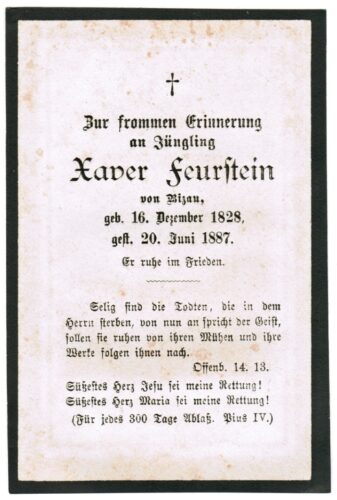 Zur frommen Erinnerung
an Jüngling
Xaver Feurstein
von Bizau,
geb. 16. Dezember 1828,
gest. 20. Juni 1887.
Er ruhe im Frieden.
Selig sind die Todten, die in dem
Herrn sterben, von nun an spricht der Geist,
sollen sie ruhen von ihren Mühen und ihre
Werke folgen ihnen nach.
Offenb. 14. 13.
Süßestes Herz Jesu sei meine Rettung!
Süßestes Herz Maria sei meine Rettung!
(Für jedes 300 Tage Ablaß. Pius IV.)